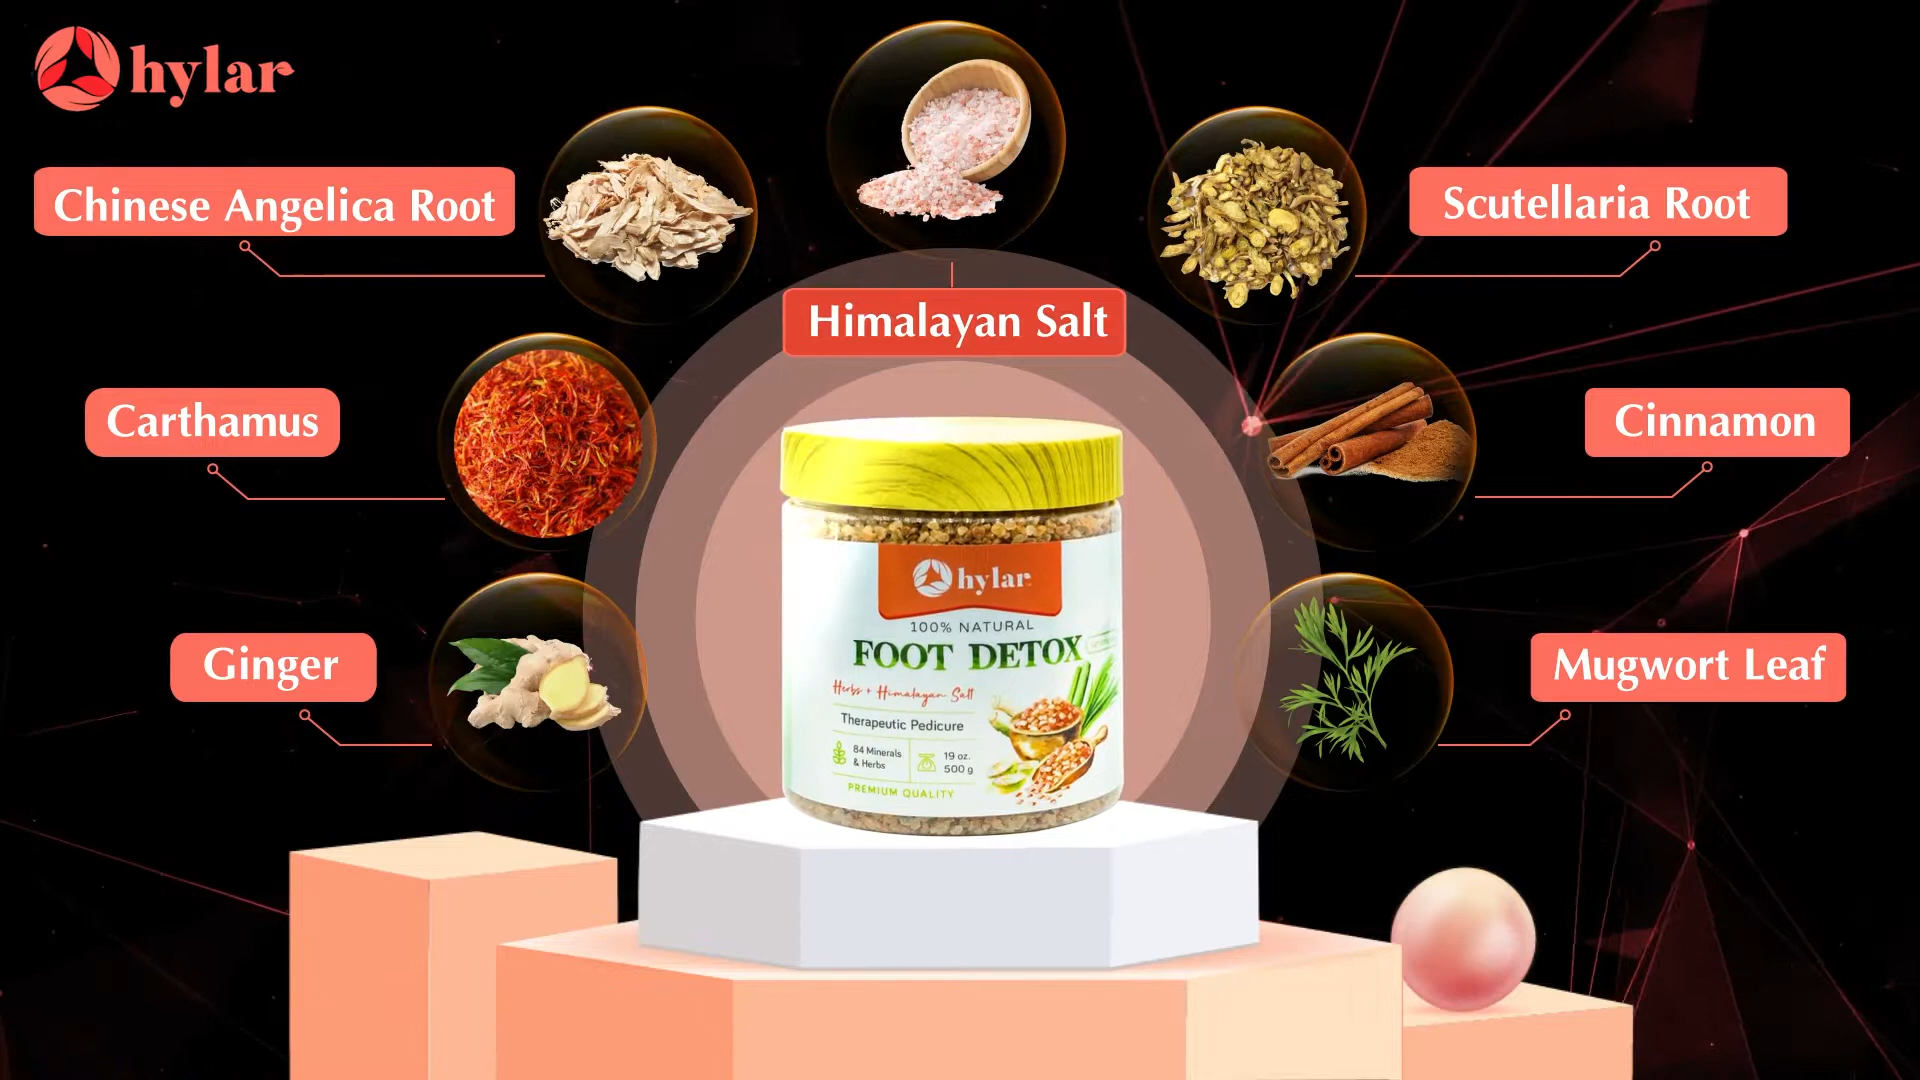 hylar
Chinese Angelica Root
Scutellaria Root
Himalayan Salt
Carthamus
Cinnamon
Ginger
Mugwort Leaf
hylar
100% NATURAL
FOOT DETOX
Herbs + Himalayan Salt
Therapeutic Pedicure
84 Minerals
& Herbs
19 oz.
500 g
PREMIUM QUALITY